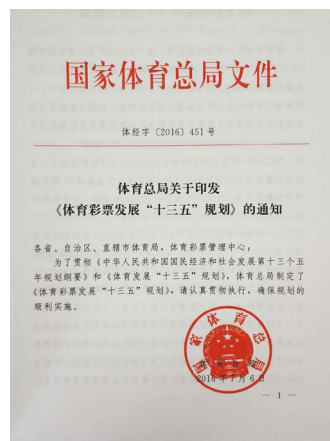 国家体育总局文件
体经字〔2016〕451号
体育总局关于印发
《体育彩票发展“十三五”规划》的通知
各省、自治区、直辖市体育局，体育彩票管理中心：
为了贯彻《中华人民共和国国民经济和社会发展第十三个五
年规划纲要》和《体育发展“十三五”规划》，体育总局制定了
《体育彩票发展“十三五”规划》，请认真贯彻执行，确保规划的
顺利实施。
国家体育总局
2016年7月6日
— 1 —